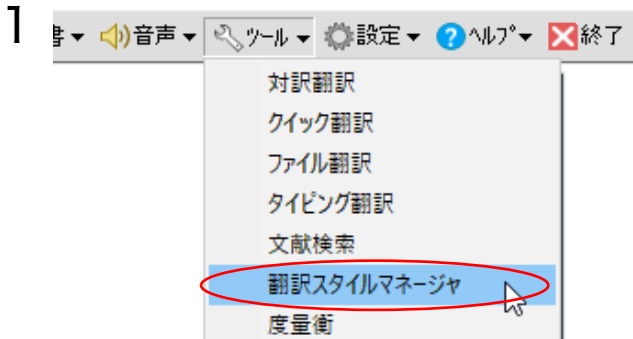 1
書▼ 音声▼ ツール▼ 設定▼ ヘルプ▼ 終了
対訳翻訳
クイック翻訳
ファイル翻訳
タイピング翻訳
文献検索
翻訳スタイルマネージャ
度量衡